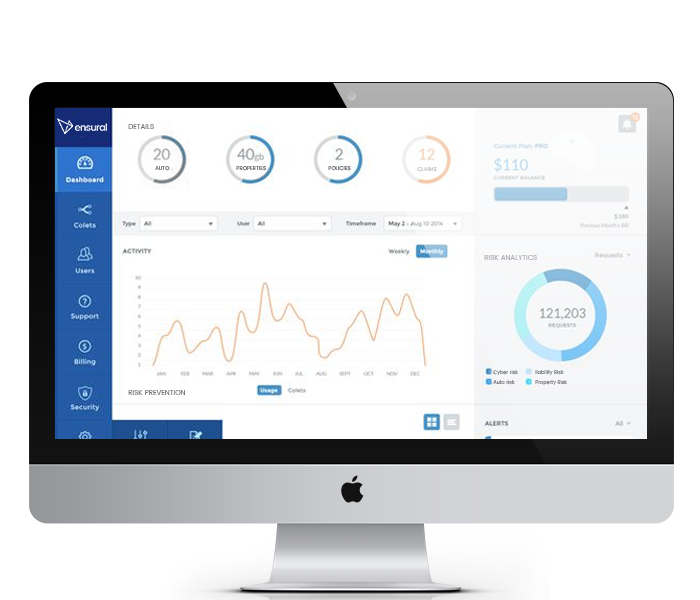 ensural
Dashboard
Colets
Users
Support
Billing
Security
DETAILS
20
AUTO
40gb
PROPERTIES
2
POLICIES
12
CLAIMS
Type All
User All
Timeframe May 2 - Aug 10 2014
ACTIVITY
Weekly Monthly
10
9
8
7
6
5
4
3
2
1
JAN FEB MAR APR MAY JUN JUL AUG SEPT OCT NOV DEC
Usage Colets
RISK PREVENTION
Current Plan: PRO
$110
CURRENT BALANCE
$190
Previous Month's Bill
RISK ANALYTICS
Requests
121,203
REQUESTS
Cyber risk
liability Risk
Auto risk
Property Risk
ALERTS
All